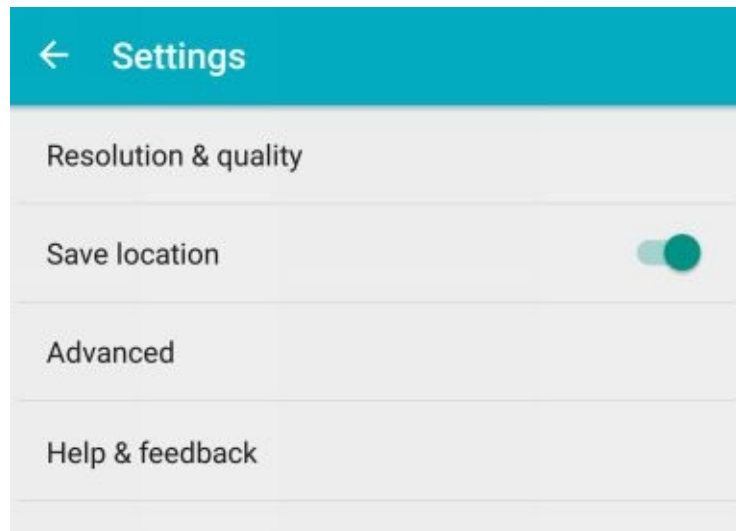 Settings
Resolution & quality
Save location
Advanced
Help & feedback